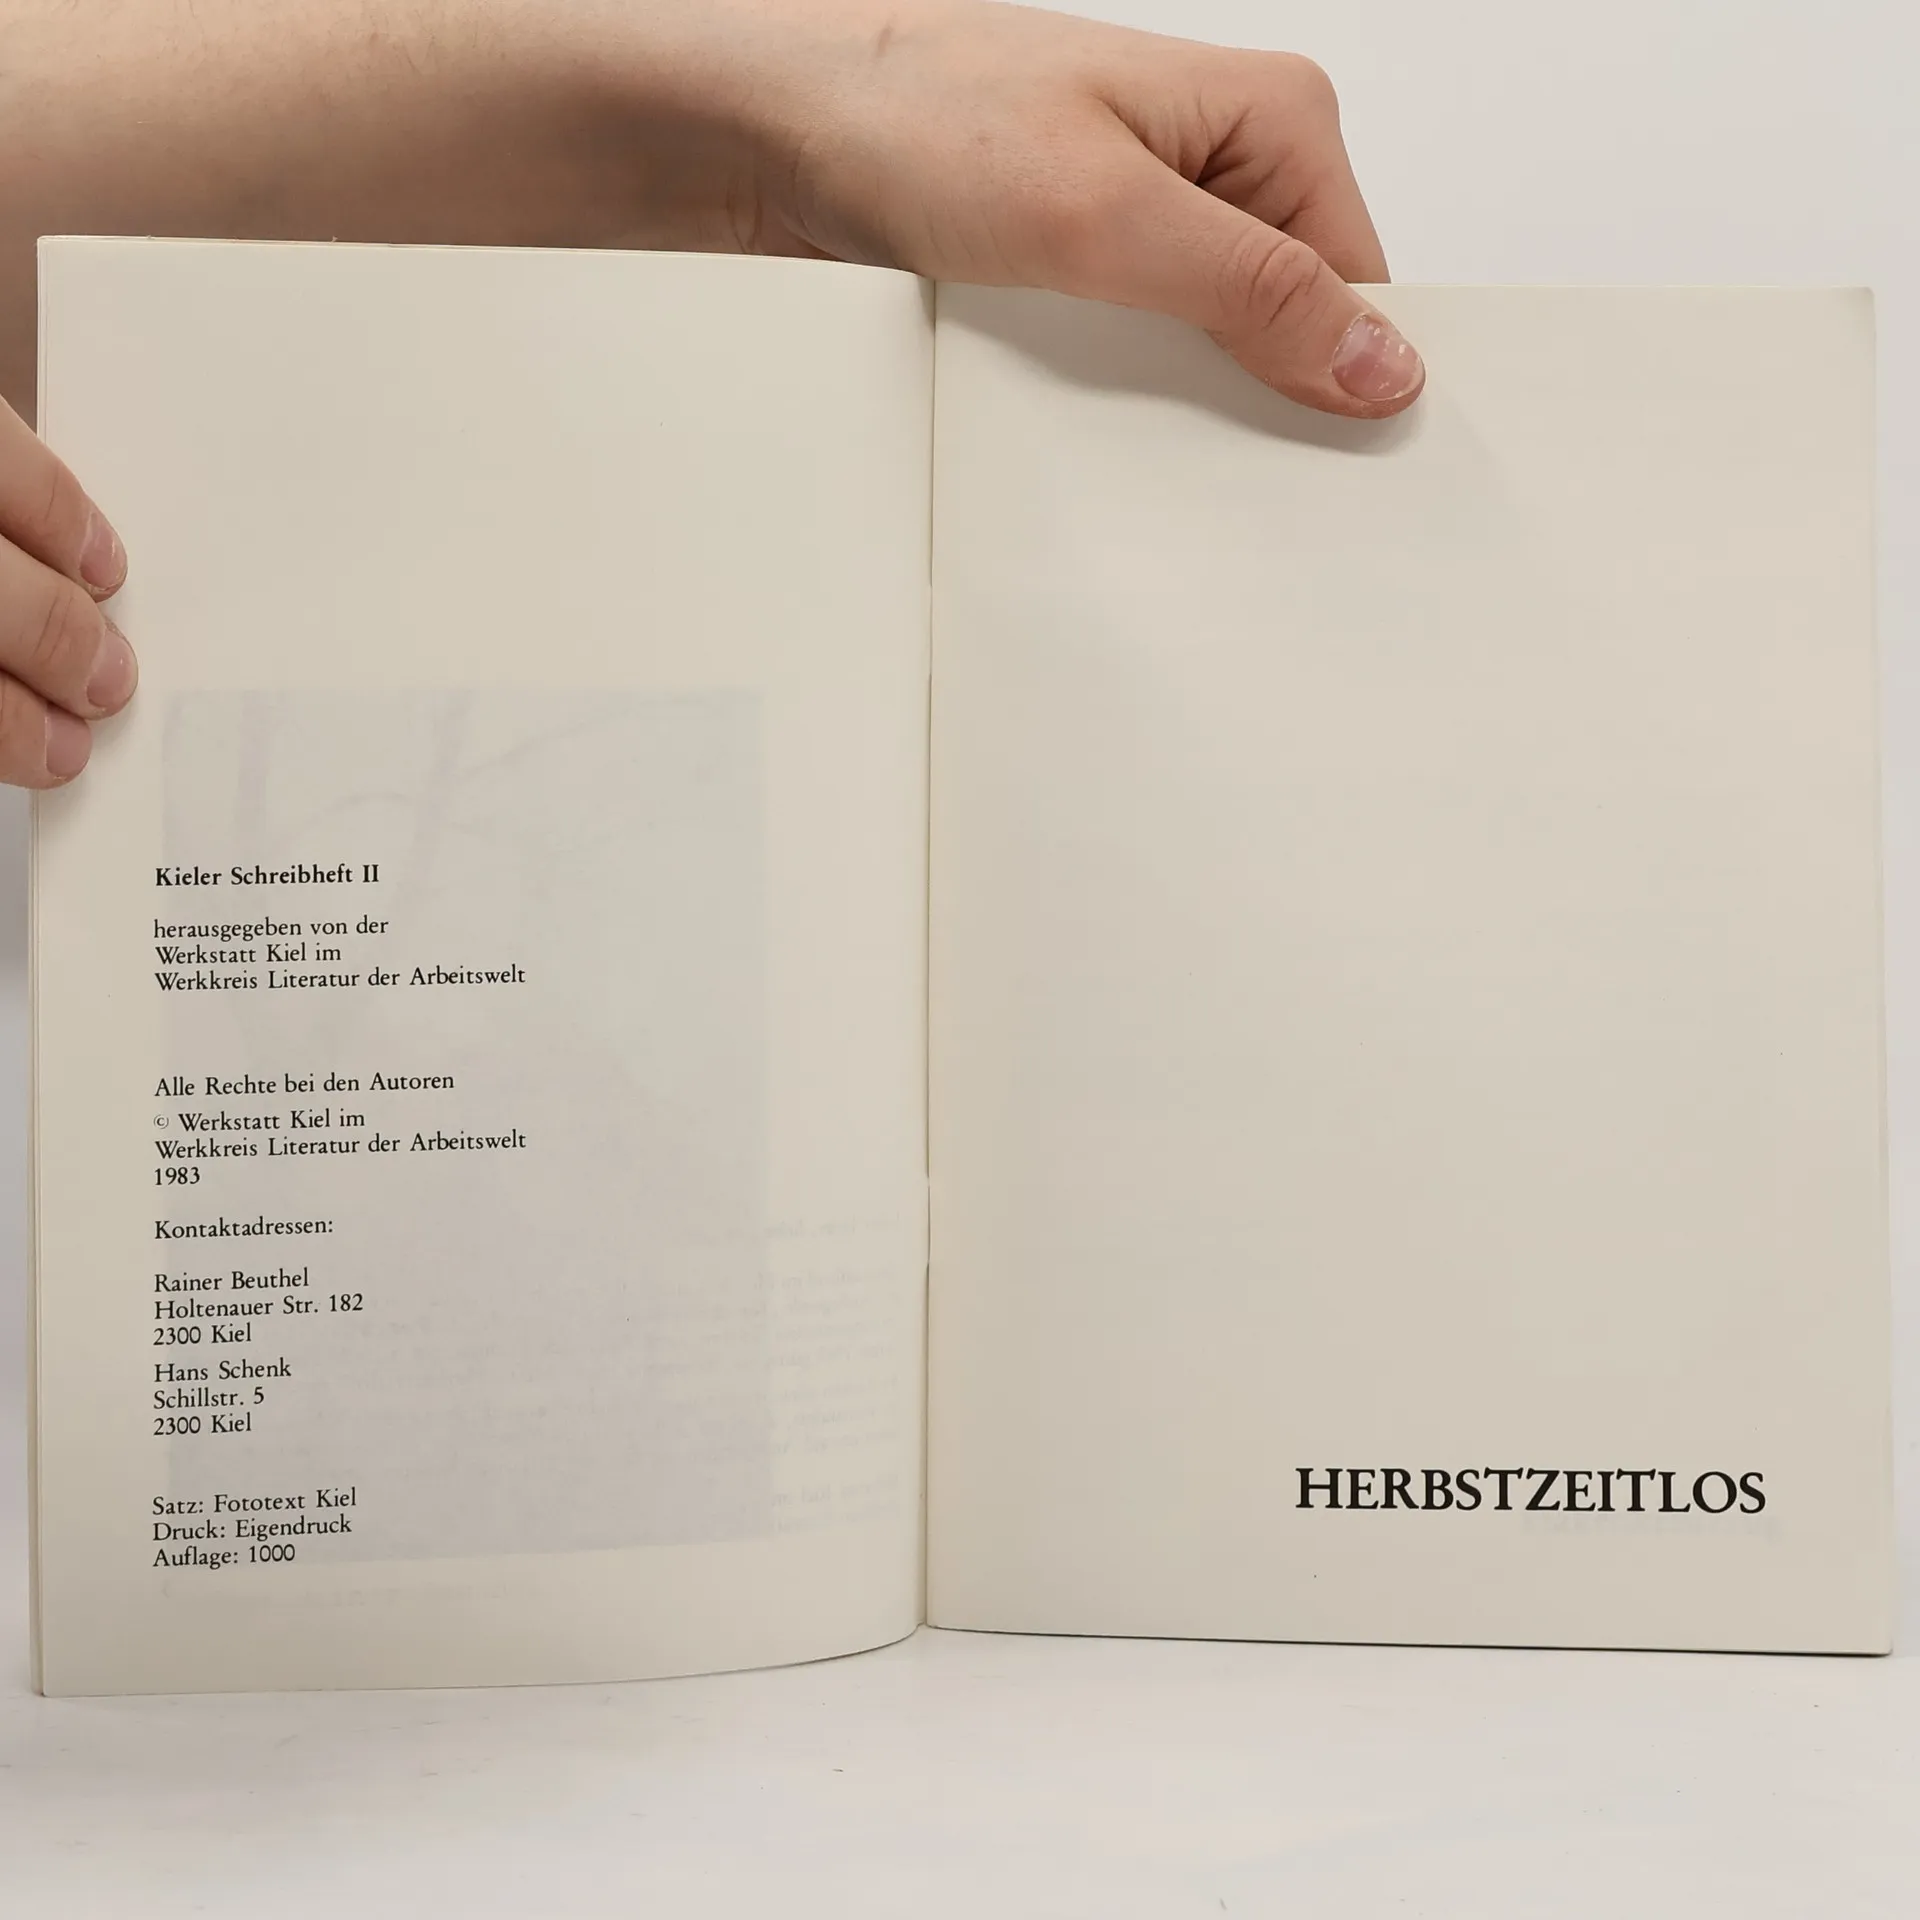 Kieler Schreibheft II
herausgegeben von der
Werkstatt Kiel im
Werkkreis Literatur der Arbeitswelt
Alle Rechte bei den Autoren
© Werkstatt Kiel im
Werkkreis Literatur der Arbeitswelt
1983
Kontaktadressen:
Rainer Beuthel
Holtenauer Str. 182
2300 Kiel
Hans Schenk
Schillstr. 5
2300 Kiel
Satz: Fototext Kiel
Druck: Eigendruck
Auflage: 1000
HERBSTZEITLOS